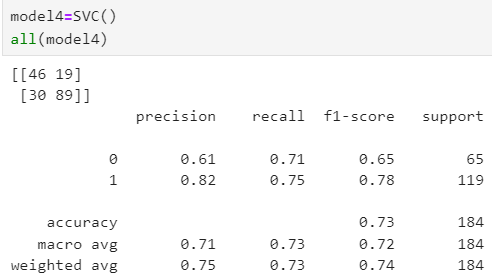 model4=SVC()
all(model4)
[[46 19]
 [30 89]]
precision recall f1-score support
0 0.61 0.71 0.65 65
1 0.82 0.75 0.78 119
accuracy 0.73 184
macro avg 0.71 0.73 0.72 184
weighted avg 0.75 0.73 0.74 184